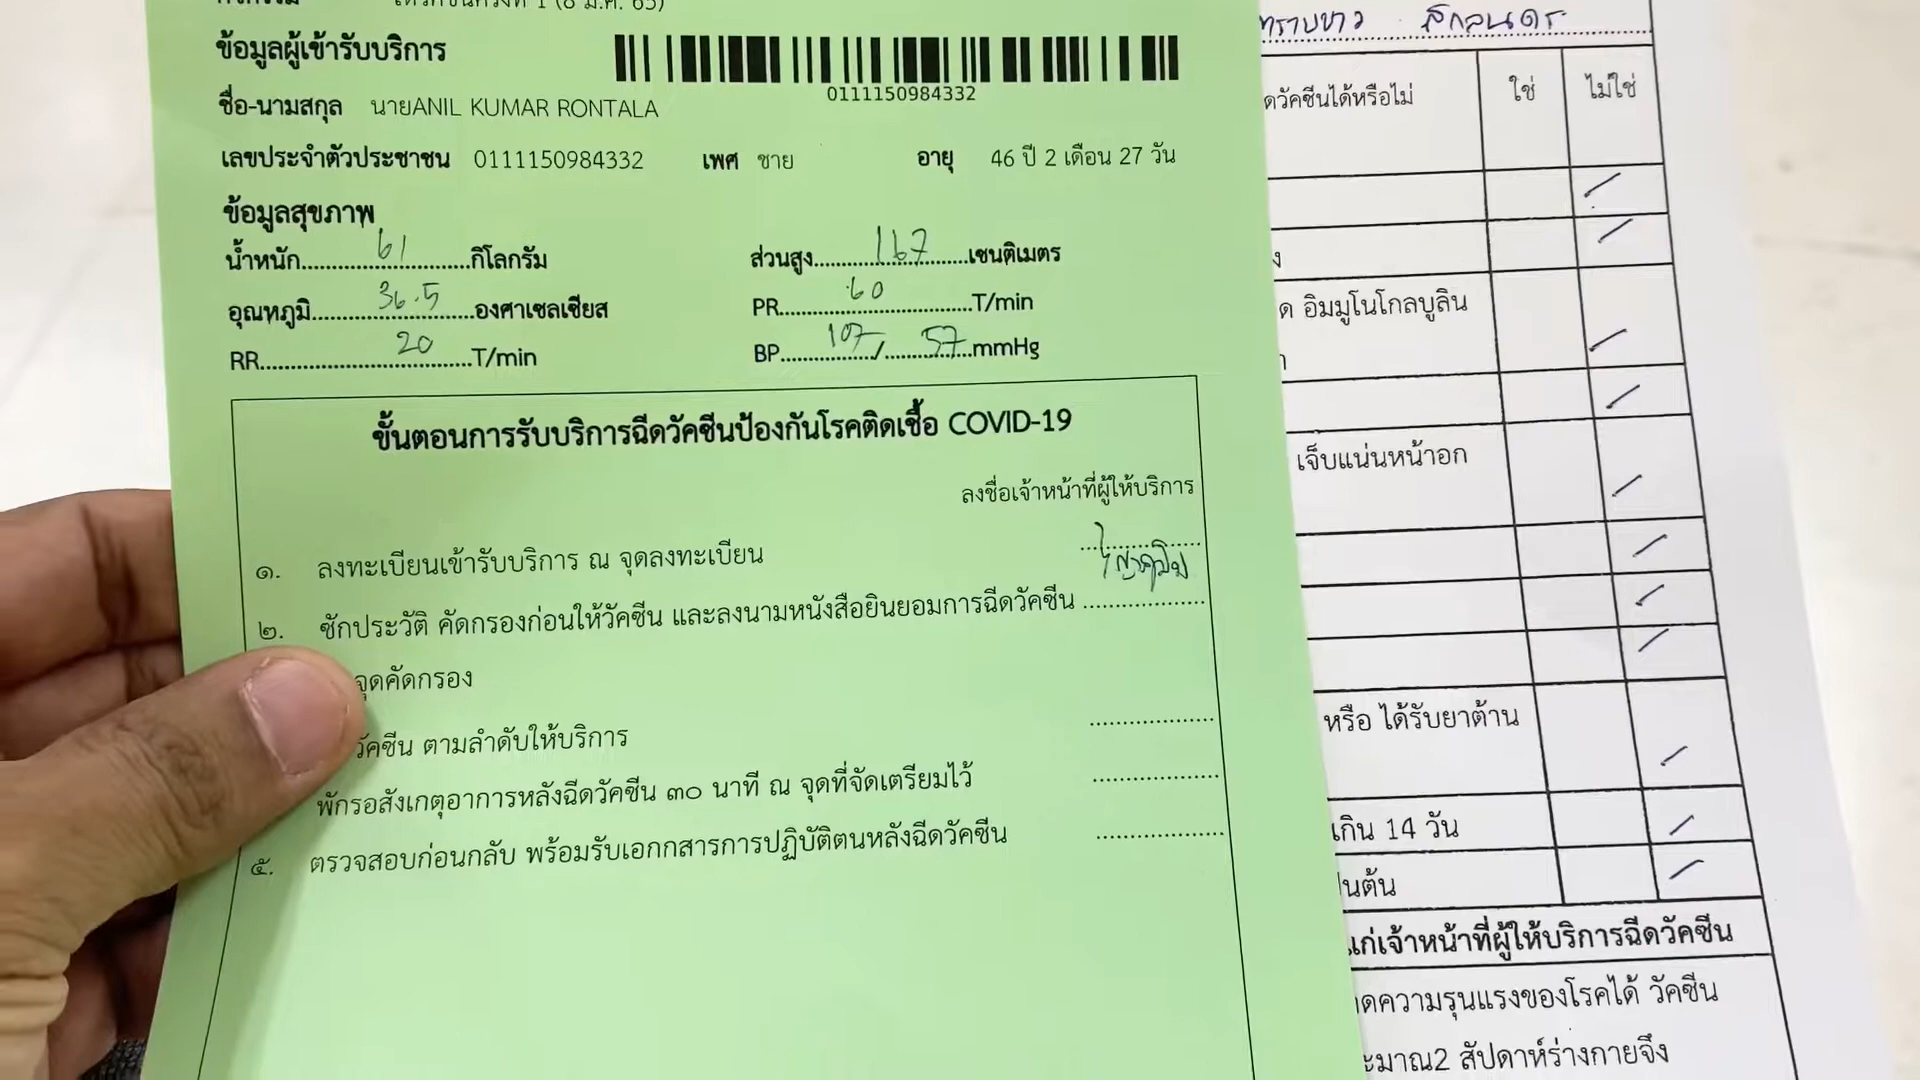 ครั้งที่ 1 (8 ม.ค. 65)
ข้อมูลผู้เข้ารับบริการ
0111150984332
ชื่อ-นามสกุล นายANIL KUMAR RONTALA
เลขประจำตัวประชาชน 0111150984332 เพศ ชาย อายุ 46 ปี 2 เดือน 27 วัน
ข้อมูลสุขภาพ
น้ำหนัก 61 กิโลกรัม ส่วนสูง 167 เซนติเมตร
อุณหภูมิ 36.5 องศาเซลเซียส PR 60 T/min
RR 20 T/min BP 107 / 57 mmHg
ขั้นตอนการรับบริการฉีดวัคซีนป้องกันโรคติดเชื้อ COVID-19
ลงชื่อเจ้าหน้าที่ผู้ให้บริการ
๑. ลงทะเบียนเข้ารับบริการ ณ จุดลงทะเบียน
๒. ซักประวัติ คัดกรองก่อนให้วัคซีน และลงนามหนังสือยินยอมการฉีดวัคซีน
จุดคัดกรอง
วัคซีน ตามลำดับให้บริการ
พักรอสังเกตุอาการหลังฉีดวัคซีน ๓๐ นาที ณ จุดที่จัดเตรียมไว้
๕. ตรวจสอบก่อนกลับ พร้อมรับเอกกสารการปฏิบัติตนหลังฉีดวัคซีน
สกลนคร
วัคซีนได้หรือไม่ ใช่ ไม่ใช่
อิมมูโนโกลบูลิน
เจ็บแน่นหน้าอก
หรือ ได้รับยาต้าน
เกิน 14 วัน
แก่เจ้าหน้าที่ผู้ให้บริการฉีดวัคซีน
ความรุนแรงของโรคได้ วัคซีน
2 สัปดาห์ร่างกายจึง